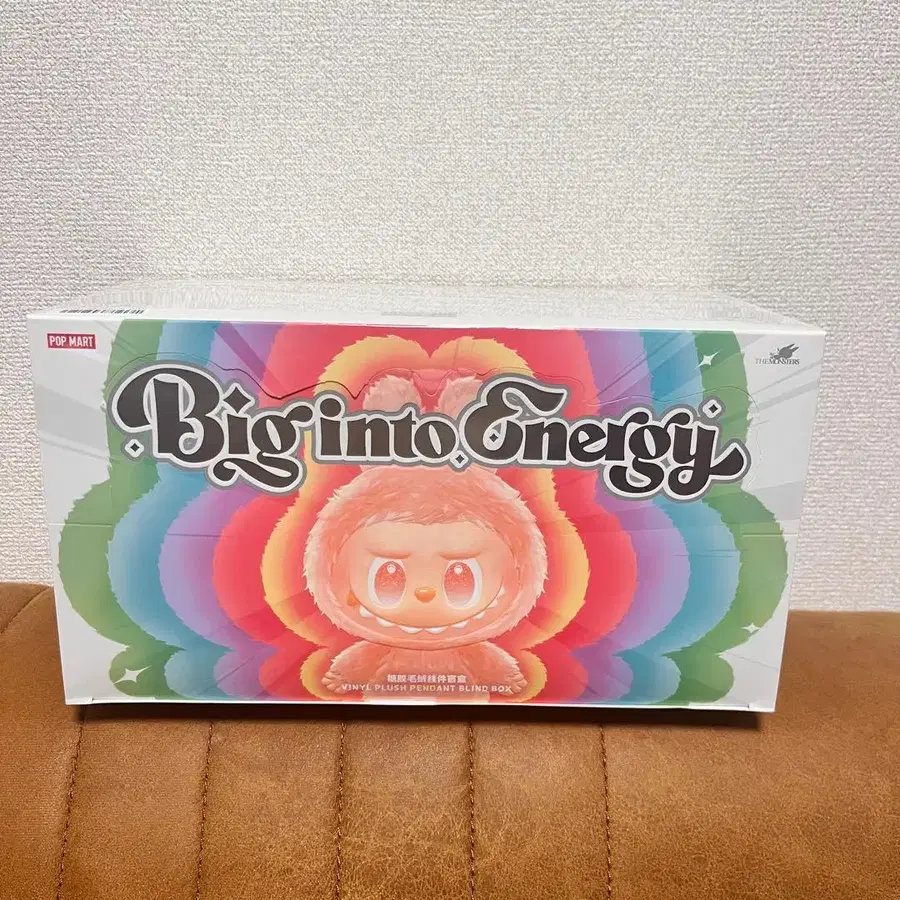 POP MART
THE MONSTERS
Big into Energy
搪胶毛绒挂件盲盒
VINYL PLUSH PENDANT BLIND BOX